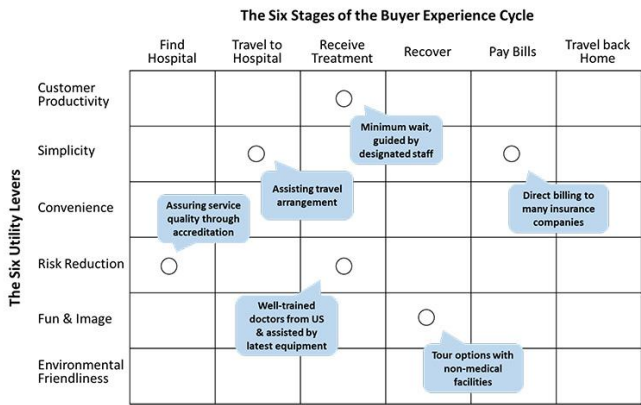 The Six Stages of the Buyer Experience Cycle
Find
Hospital
Travel to
Hospital
Receive
Treatment
Recover
Pay Bills
Travel back
Home
The Six Utility Levers
Customer
Productivity
Minimum wait,
guided by
designated staff
Simplicity
Assisting travel
arrangement
Direct billing to
many insurance
companies
Convenience
Assuring service
quality through
accreditation
Risk Reduction
Well-trained
doctors from US
& assisted by
latest equipment
Fun & Image
Tour options with
non-medical
facilities
Environmental
Friendliness